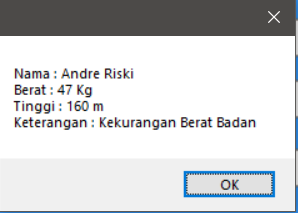 Nama : Andre Riski
Berat : 47 Kg
Tinggi : 160 m
Keterangan : Kekurangan Berat Badan
OK